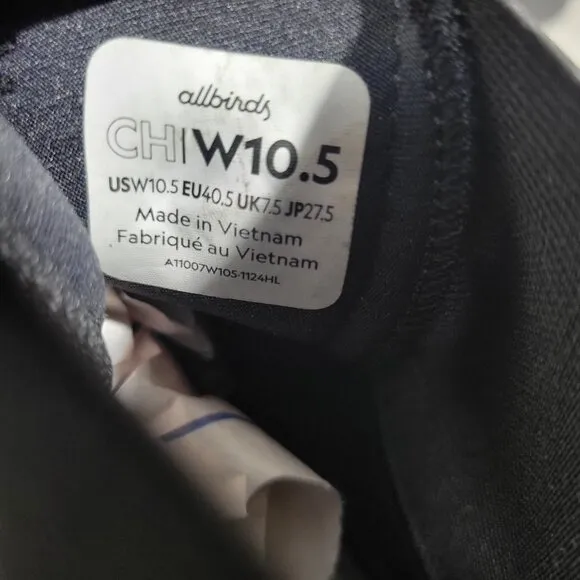 allbirds
CH|W10.5
USW10.5 EU40.5 UK7.5 JP27.5
Made in Vietnam
Fabriqué au Vietnam
A11007W105-1124HL